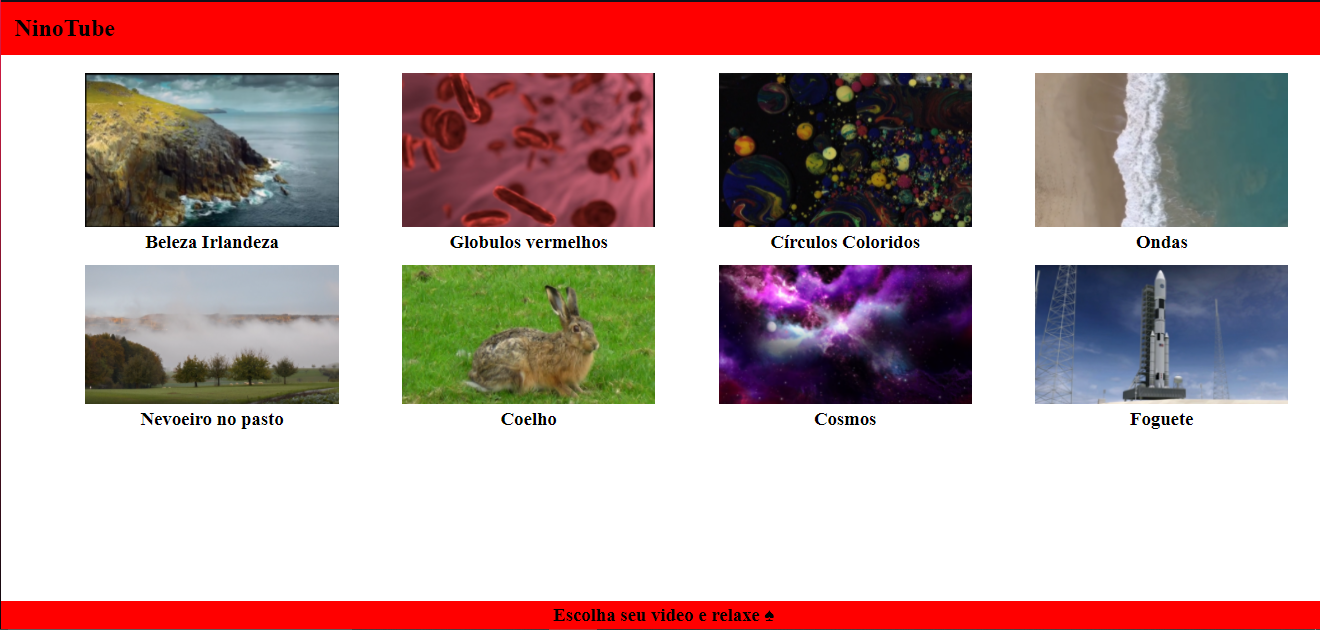 NinoTube
Beleza Irlandeza
Globulos vermelhos
Círculos Coloridos
Ondas
Nevoeiro no pasto
Coelho
Cosmos
Foguete
Escolha seu video e relaxe ♠